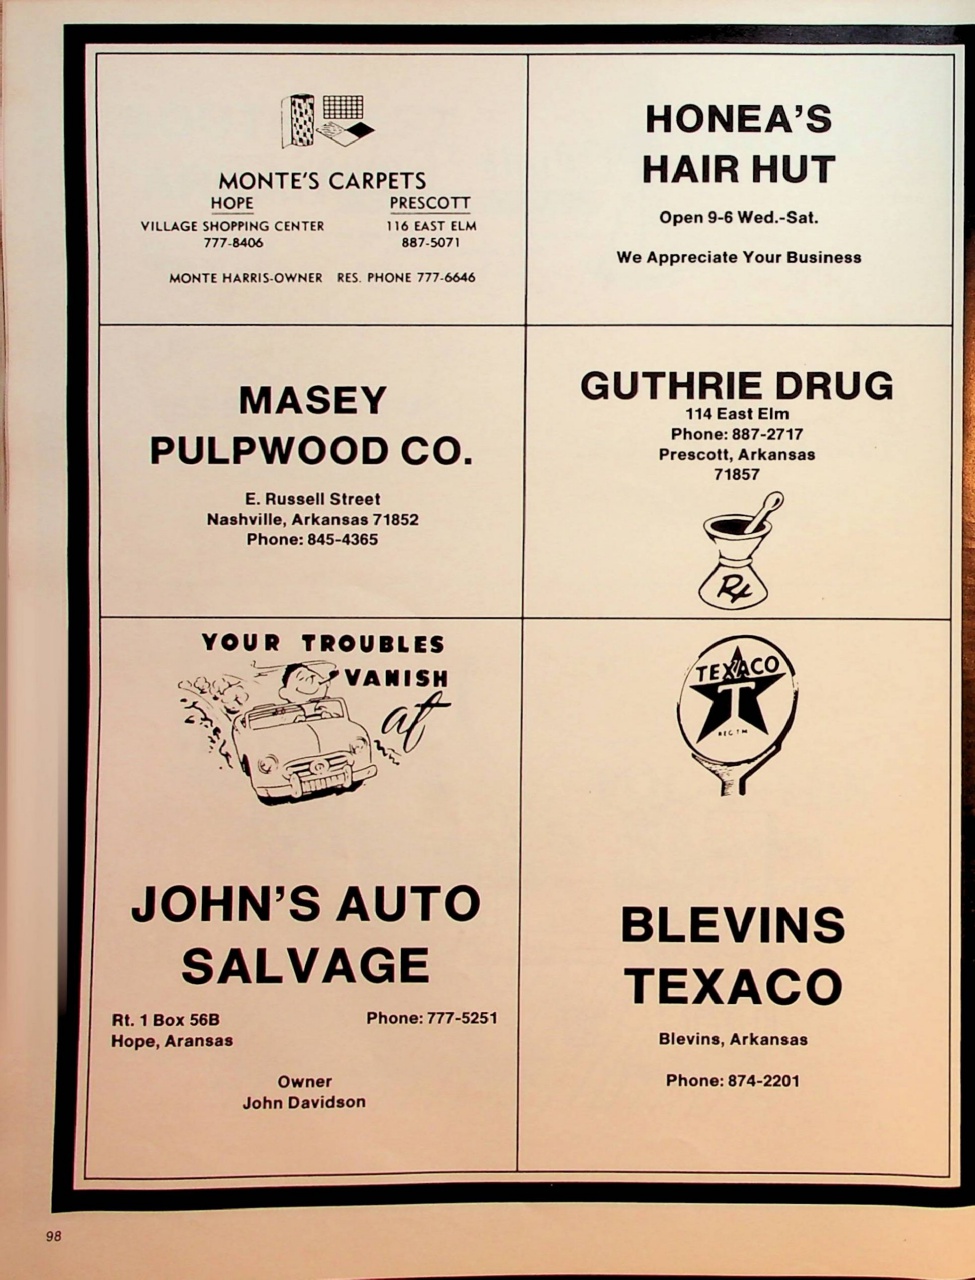 MONTE'S CARPETS
HOPE
VILLAGE SHOPPING CENTER
777-8406
PRESCOTT
116 EAST ELM
887-5071
MONTE HARRIS-OWNER RES. PHONE 777-6646
HONEA'S
HAIR HUT
Open 9-6 Wed.-Sat.
We Appreciate Your Business
MASEY
PULPWOOD CO.
E. Russell Street
Nashville, Arkansas 71852
Phone: 845-4365
GUTHRIE DRUG
114 East Elm
Phone: 887-2717
Prescott, Arkansas
71857
Rx
YOUR TROUBLES
VANISH
at
JOHN'S AUTO
SALVAGE
Rt. 1 Box 56B
Hope, Aransas
Phone: 777-5251
Owner
John Davidson
TEXACO
T
REG. T M
BLEVINS
TEXACO
Blevins, Arkansas
Phone: 874-2201
98